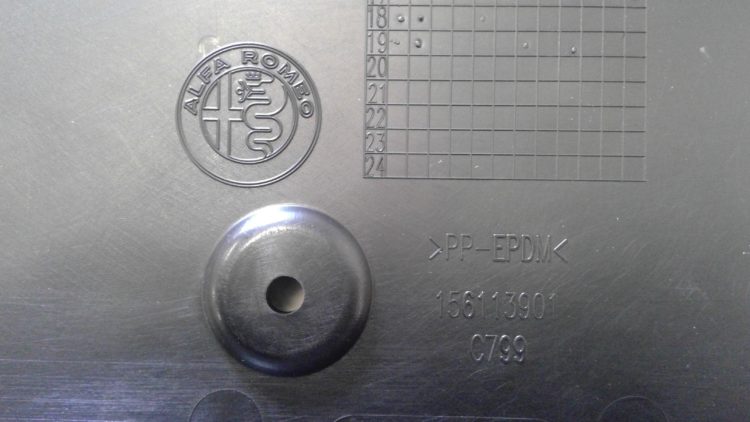 ALFA ROMEO
18
19
20
21
22
23
24
>PP-EPDM<
156113901
C799